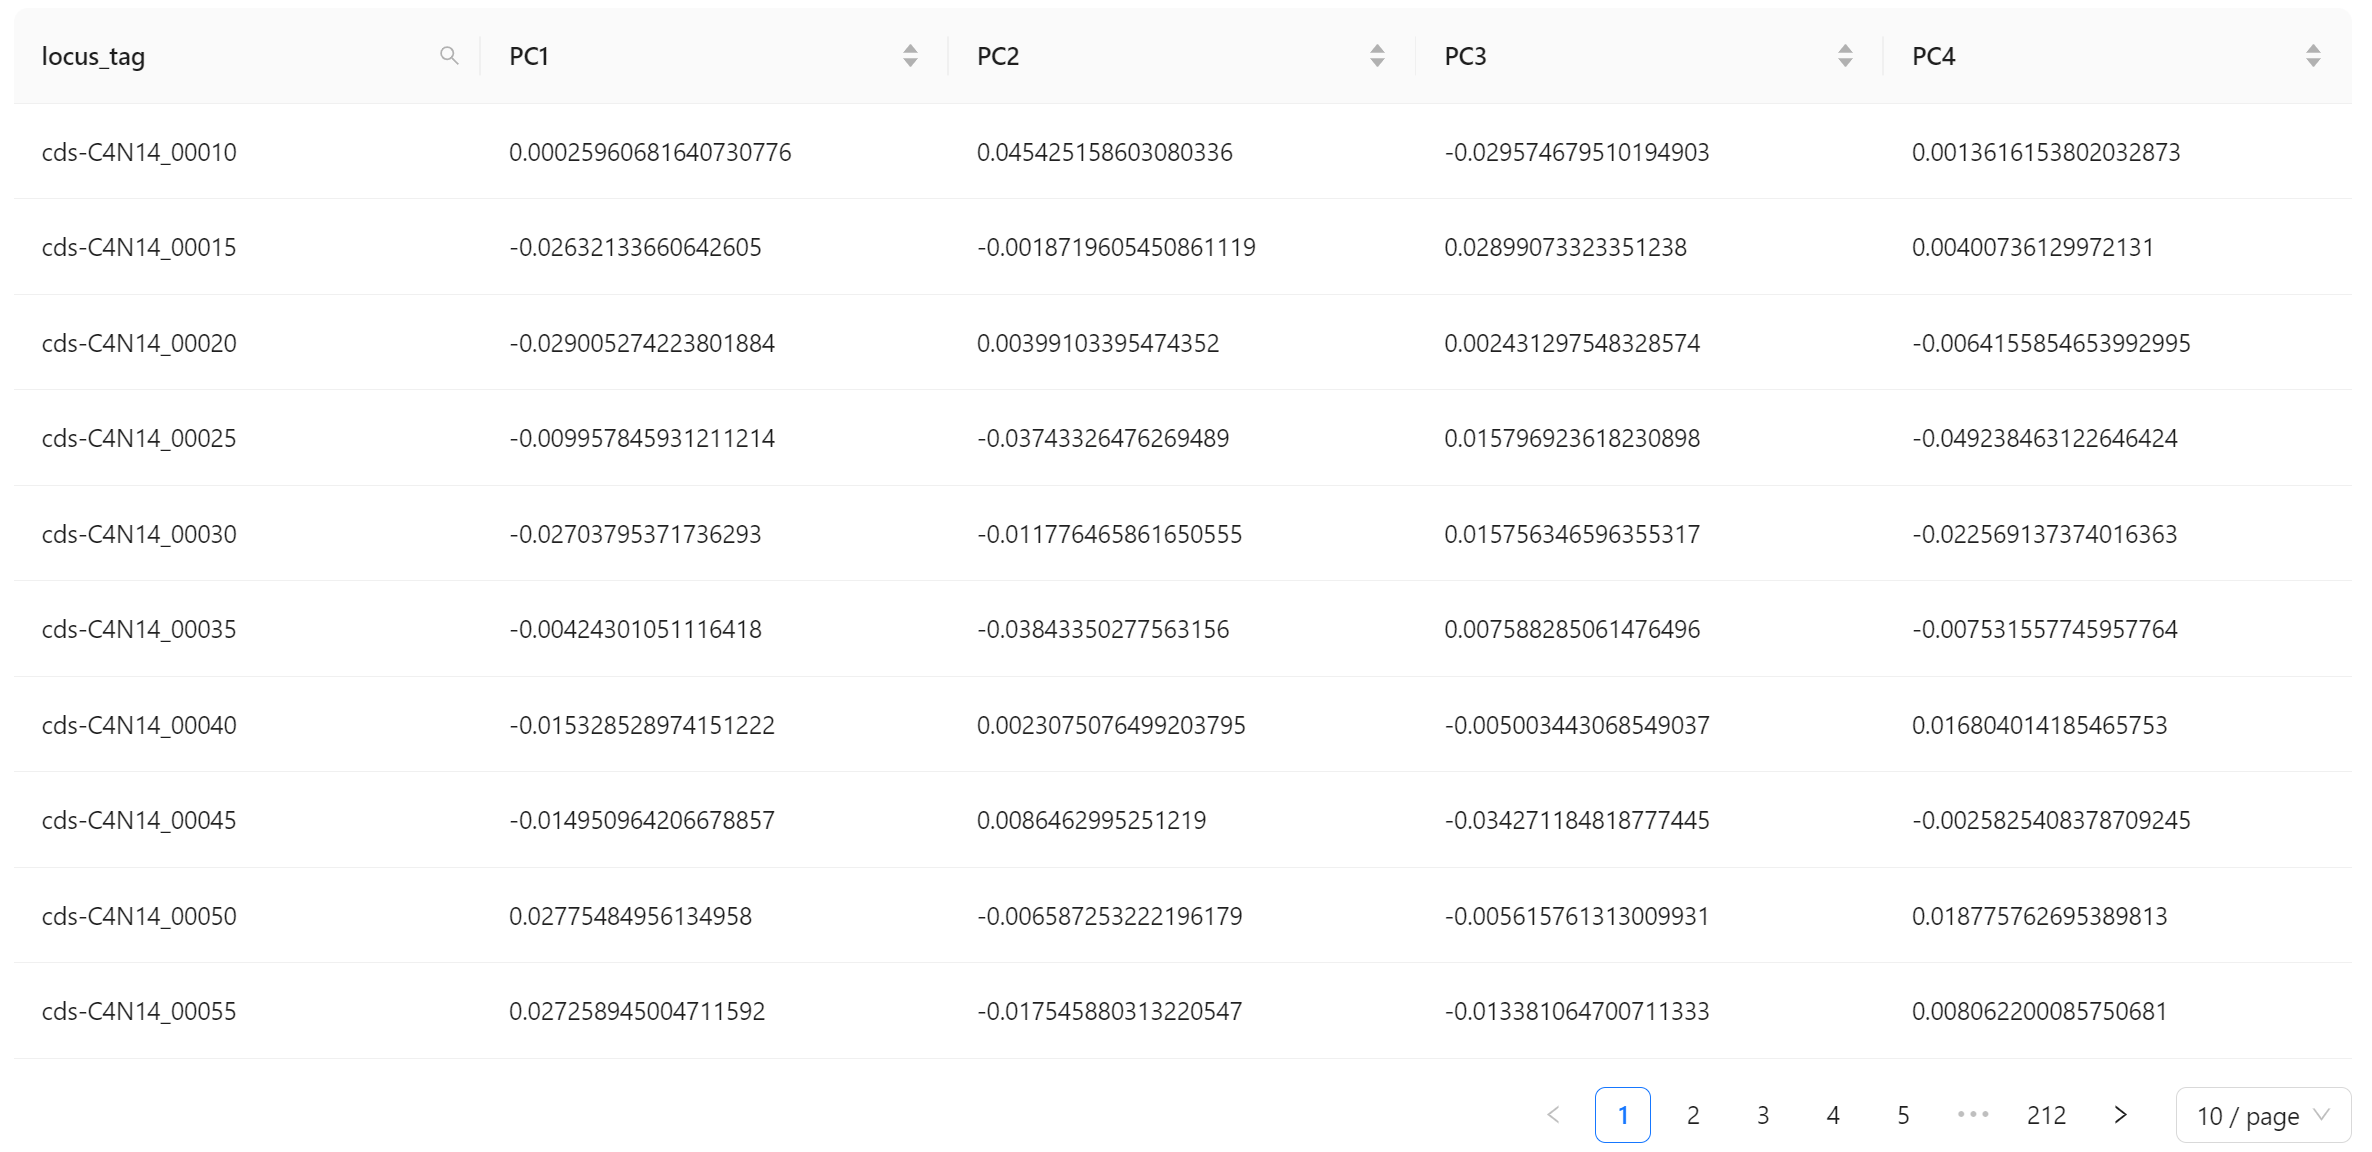 locus_tag PC1 PC2 PC3 PC4
cds-C4N14_00010 0.00025960681640730776 0.045425158603080336 -0.029574679510194903 0.0013616153802032873
cds-C4N14_00015 -0.02632133660642605 -0.0018719605450861119 0.02899073323351238 0.00400736129972131
cds-C4N14_00020 -0.029005274223801884 0.00399103395474352 0.002431297548328574 -0.0064155854653992995
cds-C4N14_00025 -0.009957845931211214 -0.03743326476269489 0.015796923618230898 -0.049238463122646424
cds-C4N14_00030 -0.02703795371736293 -0.011776465861650555 0.015756346596355317 -0.022569137374016363
cds-C4N14_00035 -0.00424301051116418 -0.03843350277563156 0.007588285061476496 -0.007531557745957764
cds-C4N14_00040 -0.015328528974151222 0.0023075076499203795 -0.005003443068549037 0.016804014185465753
cds-C4N14_00045 -0.014950964206678857 0.0086462995251219 -0.034271184818777445 -0.0025825408378709245
cds-C4N14_00050 0.02775484956134958 -0.006587253222196179 -0.005615761313009931 0.018775762695389813
cds-C4N14_00055 0.027258945004711592 -0.017545880313220547 -0.013381064700711333 0.008062200085750681
< 1 2 3 4 5 ••• 212 > 10 / page